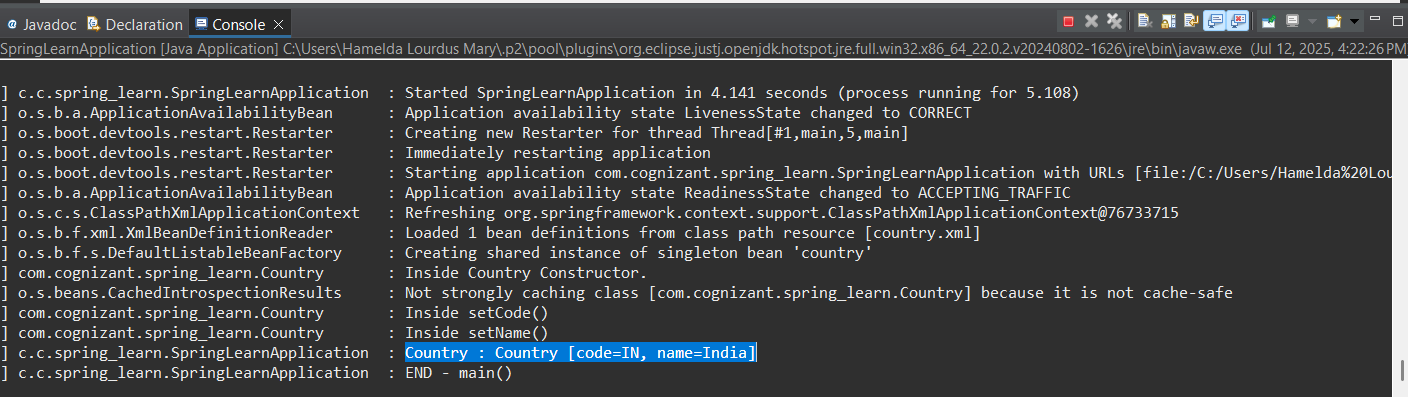 @ Javadoc Declaration Console
SpringLearnApplication [Java Application] C:\Users\Hamelda Lourdus Mary\.p2\pool\plugins\org.eclipse.justj.openjdk.hotspot.jre.full.win32.x86_64_22.0.2.v20240802-1626\jre\bin\javaw.exe (Jul 12, 2025, 4:22:26 PM
] c.c.spring_learn.SpringLearnApplication : Started SpringLearnApplication in 4.141 seconds (process running for 5.108)
] o.s.b.a.ApplicationAvailabilityBean : Application availability state LivenessState changed to CORRECT
] o.s.boot.devtools.restart.Restarter : Creating new Restarter for thread Thread[#1,main,5,main]
] o.s.boot.devtools.restart.Restarter : Immediately restarting application
] o.s.boot.devtools.restart.Restarter : Starting application com.cognizant.spring_learn.SpringLearnApplication with URLs [file:/C:/Users/Hamelda%20Lou
] o.s.b.a.ApplicationAvailabilityBean : Application availability state ReadinessState changed to ACCEPTING_TRAFFIC
] o.s.c.s.ClassPathXmlApplicationContext : Refreshing org.springframework.context.support.ClassPathXmlApplicationContext@76733715
] o.s.b.f.xml.XmlBeanDefinitionReader : Loaded 1 bean definitions from class path resource [country.xml]
] o.s.b.f.s.DefaultListableBeanFactory : Creating shared instance of singleton bean 'country'
] com.cognizant.spring_learn.Country : Inside Country Constructor.
] o.s.beans.CachedIntrospectionResults : Not strongly caching class [com.cognizant.spring_learn.Country] because it is not cache-safe
] com.cognizant.spring_learn.Country : Inside setCode()
] com.cognizant.spring_learn.Country : Inside setName()
] c.c.spring_learn.SpringLearnApplication : Country : Country [code=IN, name=India]
] c.c.spring_learn.SpringLearnApplication : END - main()